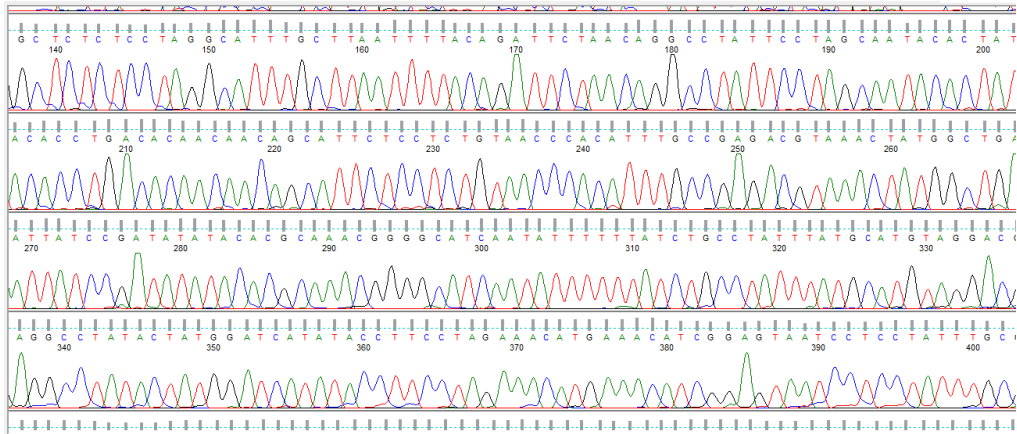 G C T C T C T C C T A G G C A T T T G C T T A A T T T T A C A G A T T C T A A C A G G C C T A T T C C T A G C A A T A C A C T A T
140 150 160 170 180 190 200
A C A C C T G A C A C A A C A A C A G C A T T C T C C T C T G T A A C C C A C A T T T G C C G A G A C G T A A A C T A T G G C T G A
210 220 230 240 250 260
A T T A T C C G A T A T A T A C A C G C A A A C G G G G C A T C A A T A T T T T T T A T C T G C C T A T T T A T G C A T G T A G G A C G
270 280 290 300 310 320 330
A G G C C T A T A C T A T G G A T C A T A T A C C T T C C T A G A A A C A T G A A A C A T C G G A G T A A T C C T C C T A T T T G C G
340 350 360 370 380 390 400